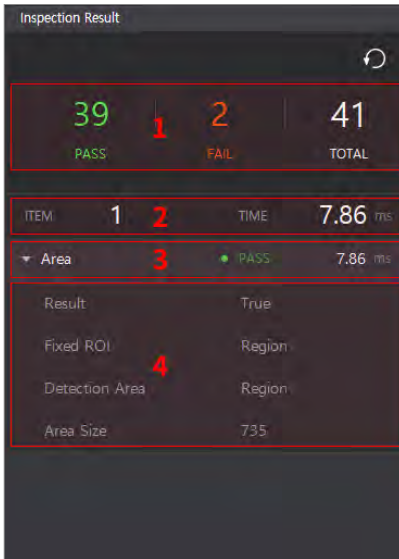 Inspection Result
39 2 41
1
PASS FAIL TOTAL
ITEM 1 2 TIME 7.86 ms
Area 3 PASS 7.86 ms
Result True
Fixed ROI Region
4
Detection Area Region
Area Size 735